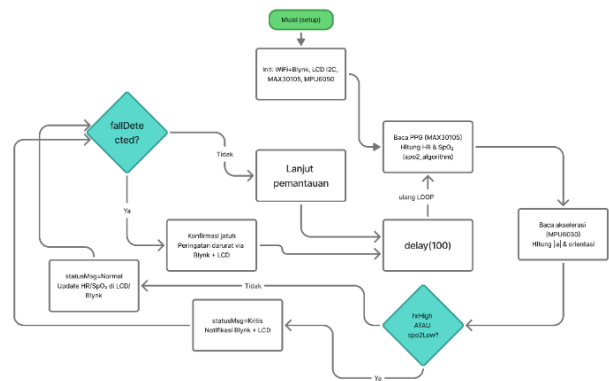 Mulai (setup)
Init: WiFi+Blynk, LCD I2C,
MAX30105, MPU6050
fallDete
cted?
Tidak
Ya
Lanjut
pemantauan
Baca PPG (MAX30105)
Hitung HR & SpO₂
(spo2_algorithm)
ulang LOOP
Konfirmasi jatuh
Peringatan darurat via
Blynk + LCD
delay(100)
Baca akselerasi
(MPU6050)
Hitung |a| & orientasi
statusMsg=Normal
Update HR/SpO₂ di LCD/
Blynk
Tidak
statusMsg=Kritis
Notifikasi Blynk + LCD
hrHigh
ATAU
spo2Low?
Ya